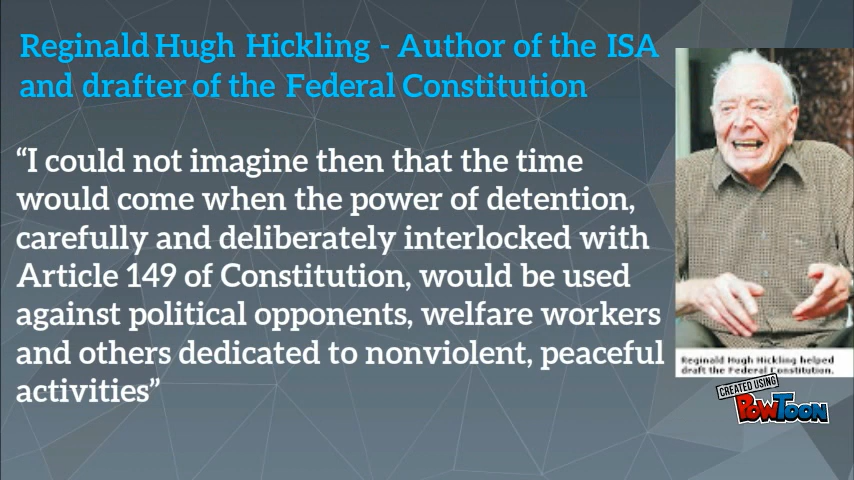 Reginald Hugh Hickling - Author of the ISA
and drafter of the Federal Constitution
“I could not imagine then that the time
would come when the power of detention,
carefully and deliberately interlocked with
Article 149 of Constitution, would be used
against political opponents, welfare workers
and others dedicated to nonviolent, peaceful
activities”
Reginald Hugh Hickling helped
draft the Federal Constitution.
CREATED USING
POWTOON